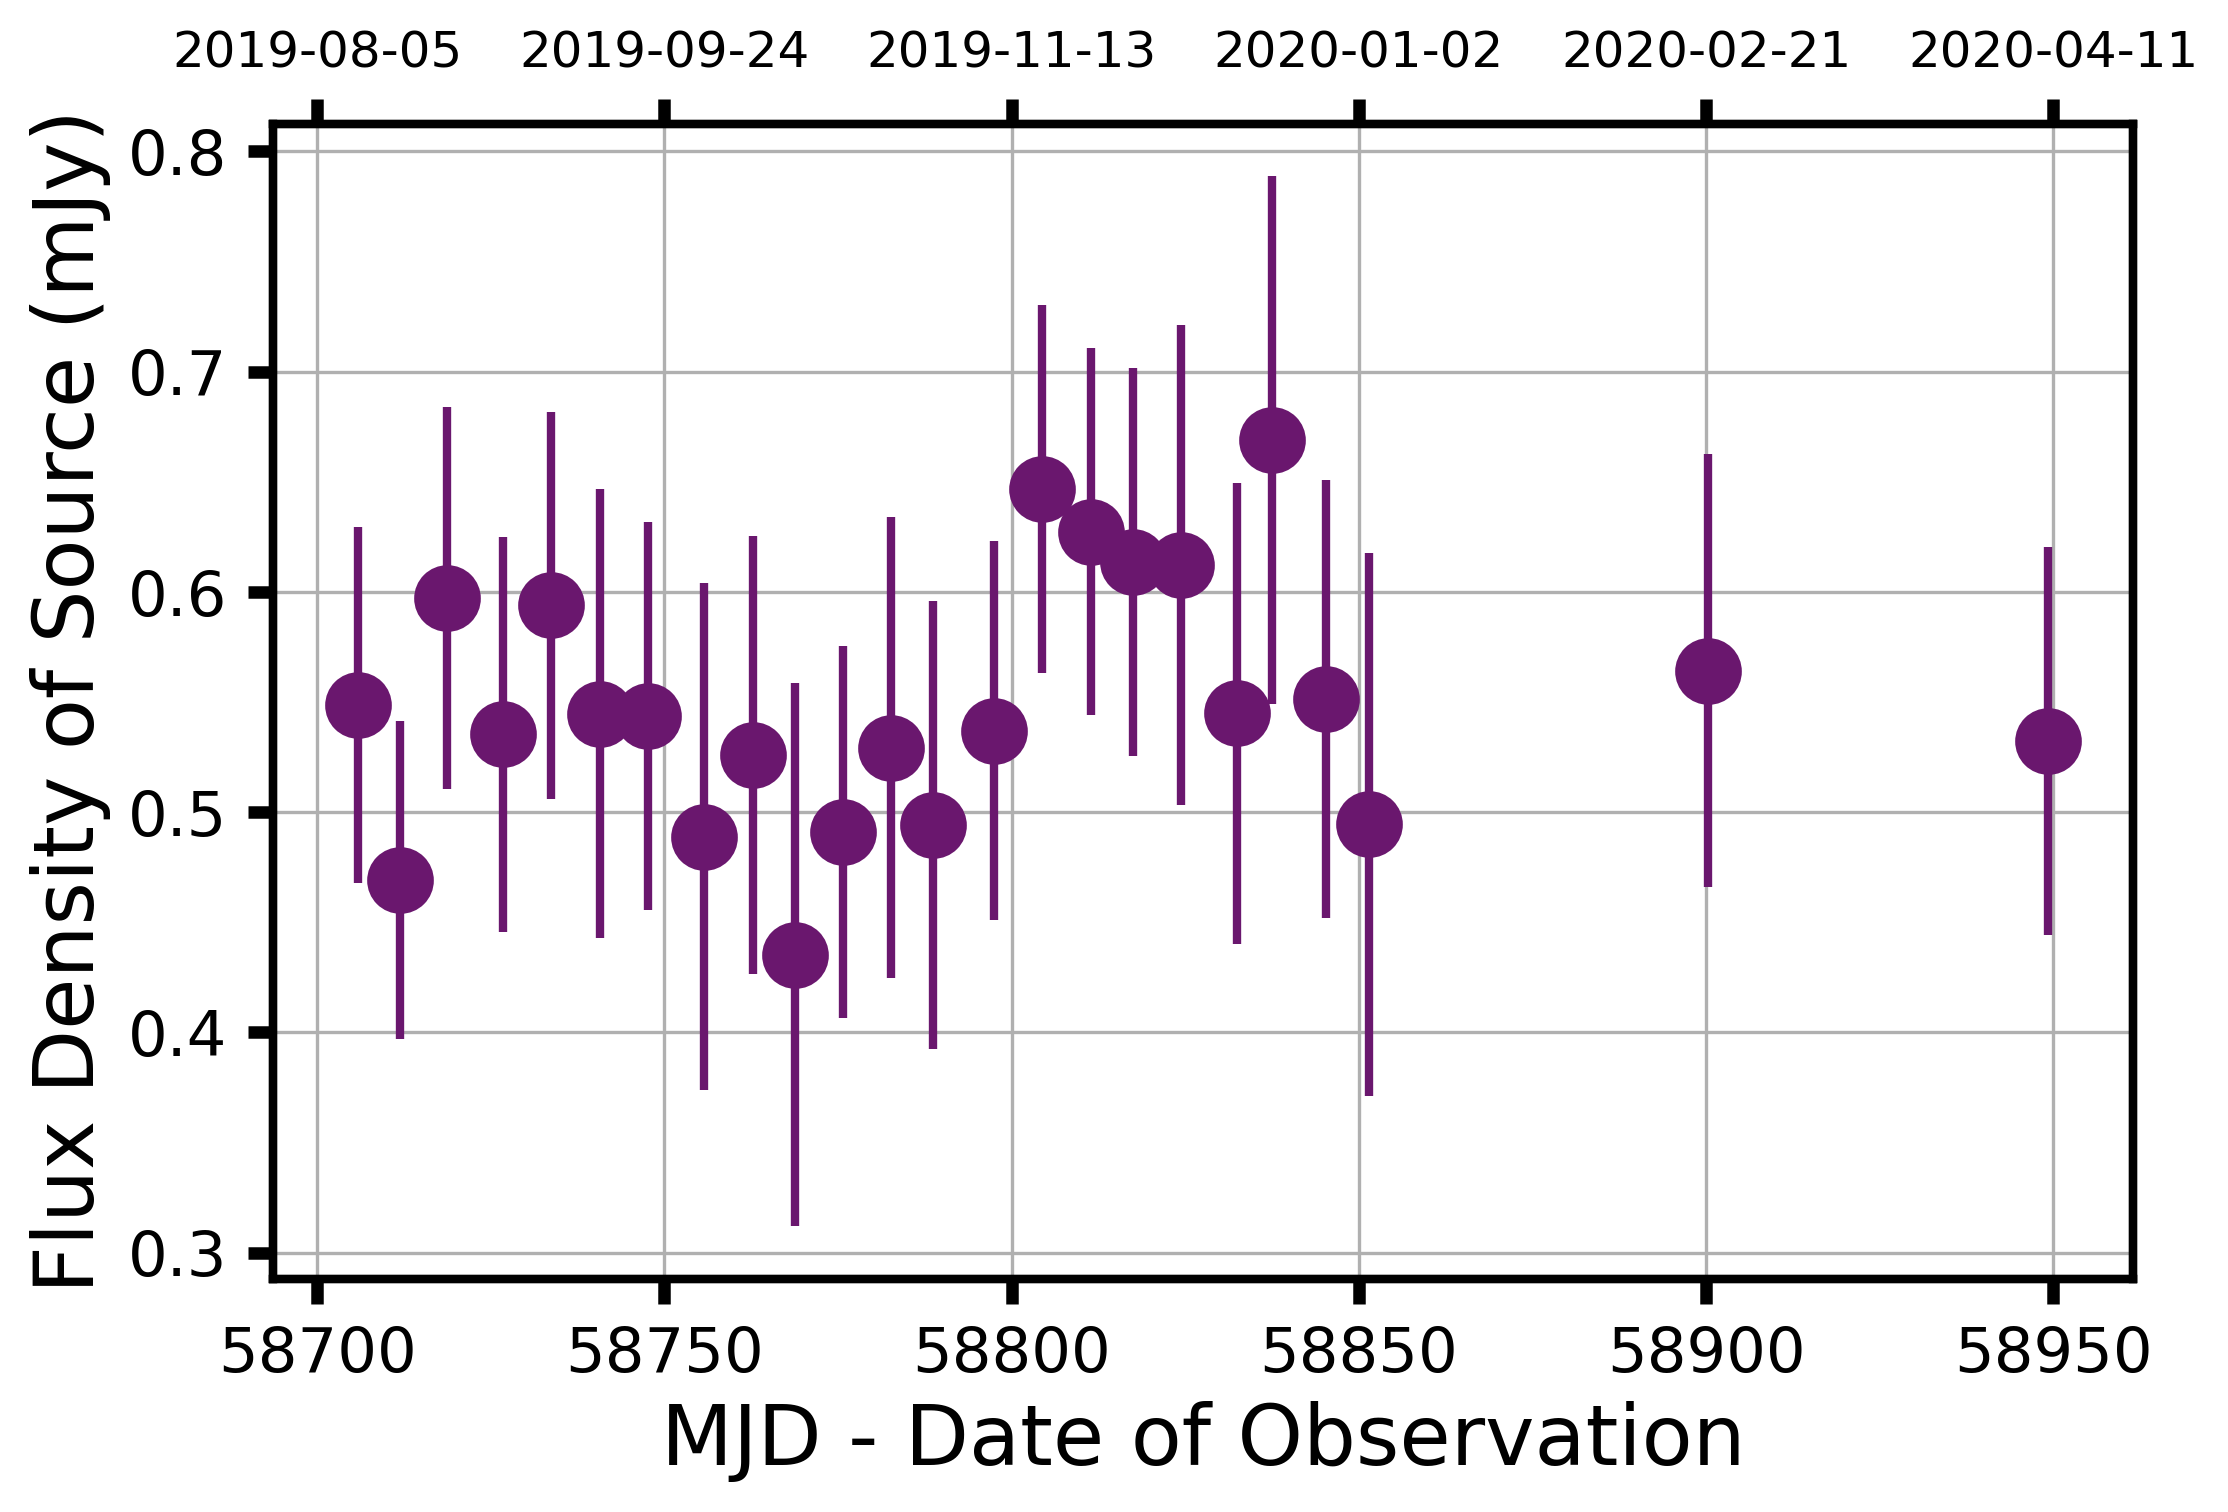 2019-08-05 2019-09-24 2019-11-13 2020-01-02 2020-02-21 2020-04-11
Flux Density of Source (mJy)
0.8
0.7
0.6
0.5
0.4
0.3
58700 58750 58800 58850 58900 58950
MJD - Date of Observation